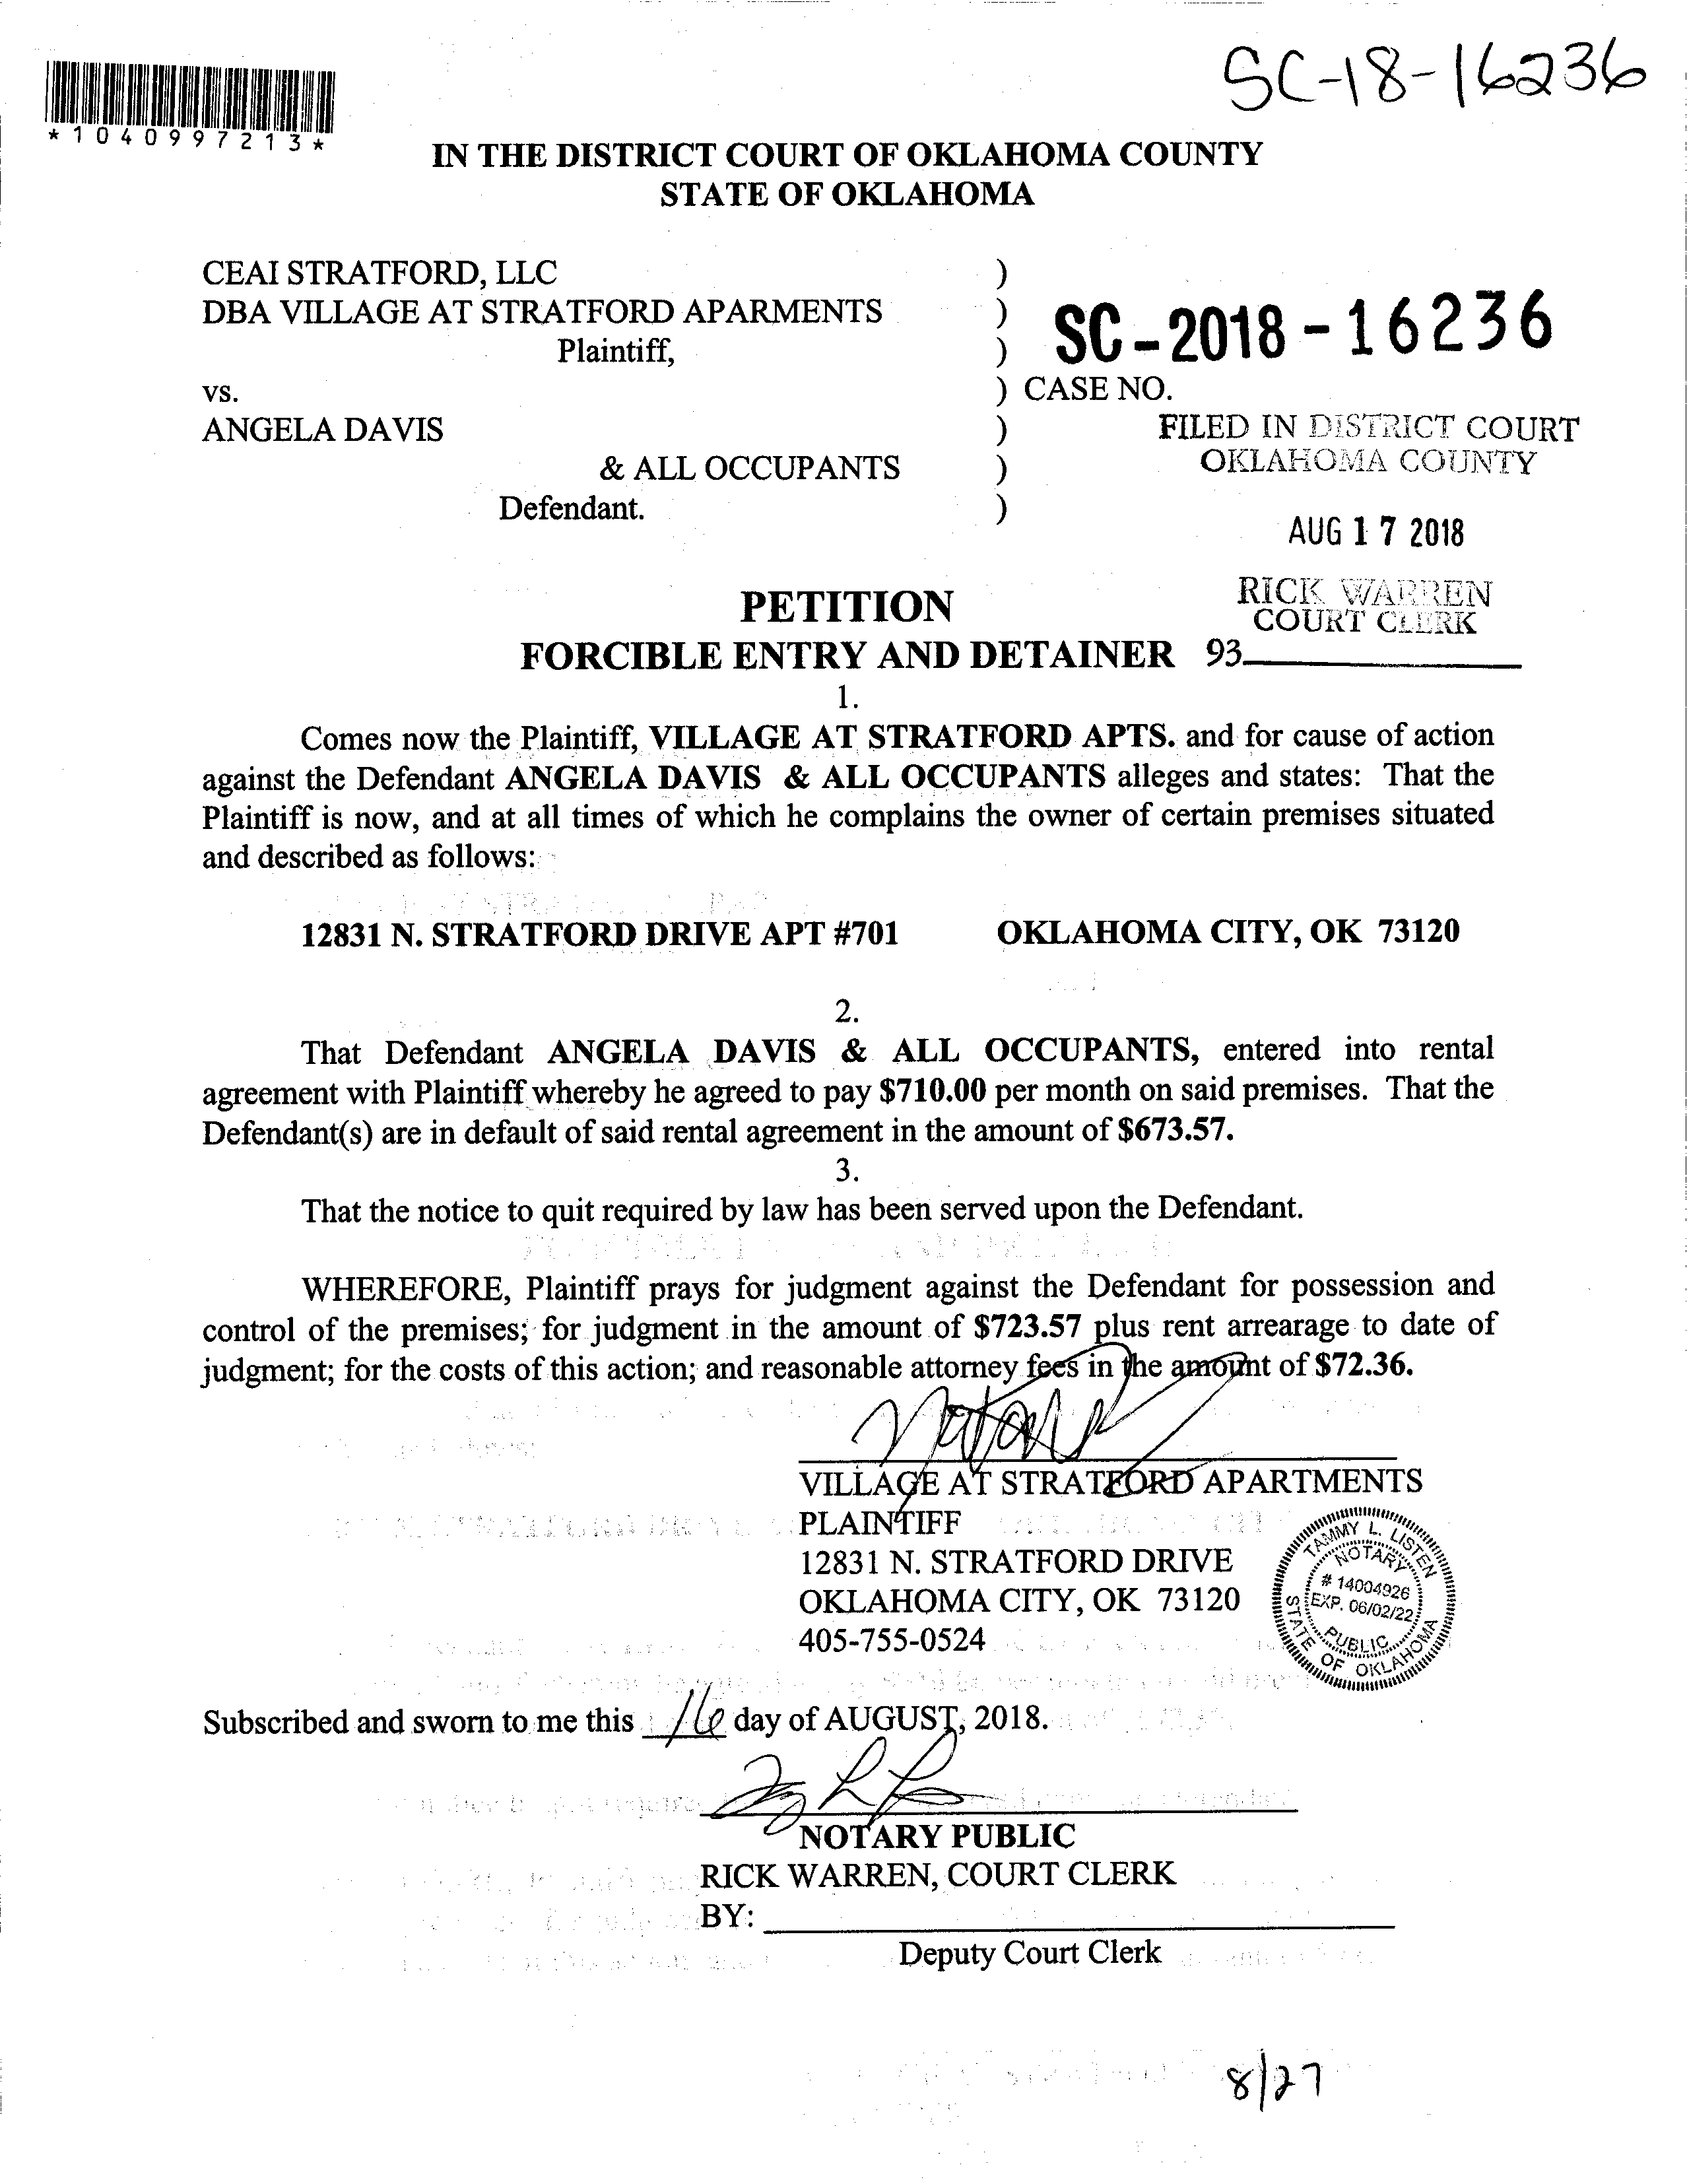 SC-18-16236
*1040997213*
IN THE DISTRICT COURT OF OKLAHOMA COUNTY
STATE OF OKLAHOMA
CEAI STRATFORD, LLC )
DBA VILLAGE AT STRATFORD APARMENTS )
Plaintiff, )
SC-2018-16236
vs. ) CASE NO.
ANGELA DAVIS )
FILED IN DISTRICT COURT
& ALL OCCUPANTS )
OKLAHOMA COUNTY
Defendant. )
AUG 17 2018
RICK WARREN
PETITION
COURT CLERK
FORCIBLE ENTRY AND DETAINER 93
1.
Comes now the Plaintiff, VILLAGE AT STRATFORD APTS. and for cause of action
against the Defendant ANGELA DAVIS & ALL OCCUPANTS alleges and states: That the
Plaintiff is now, and at all times of which he complains the owner of certain premises situated
and described as follows:
12831 N. STRATFORD DRIVE APT #701 OKLAHOMA CITY, OK 73120
2.
That Defendant ANGELA DAVIS & ALL OCCUPANTS, entered into rental
agreement with Plaintiff whereby he agreed to pay $710.00 per month on said premises. That the
Defendant(s) are in default of said rental agreement in the amount of $673.57.
3.
That the notice to quit required by law has been served upon the Defendant.
WHEREFORE, Plaintiff prays for judgment against the Defendant for possession and
control of the premises; for judgment in the amount of $723.57 plus rent arrearage to date of
judgment; for the costs of this action; and reasonable attorney fees in the amount of $72.36.
VILLAGE AT STRATFORD APARTMENTS
PLAINTIFF
12831 N. STRATFORD DRIVE
OKLAHOMA CITY, OK 73120
405-755-0524
TAMMY L. LISTEN
NOTARY
# 14004926
EXP. 06/02/22
PUBLIC
STATE OF OKLAHOMA
Subscribed and sworn to me this 16 day of AUGUST, 2018.
NOTARY PUBLIC
RICK WARREN, COURT CLERK
BY:
Deputy Court Clerk
8/27